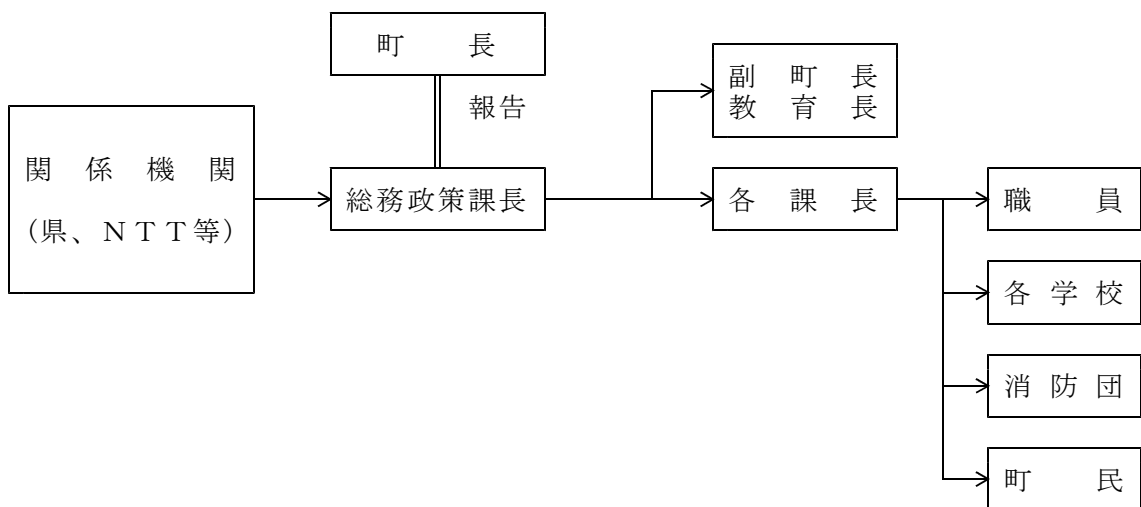 町長
報告
副町長
教育長
関係機関
(県、ＮＴＴ等)
総務政策課長
各課長
職員
各学校
消防団
町民